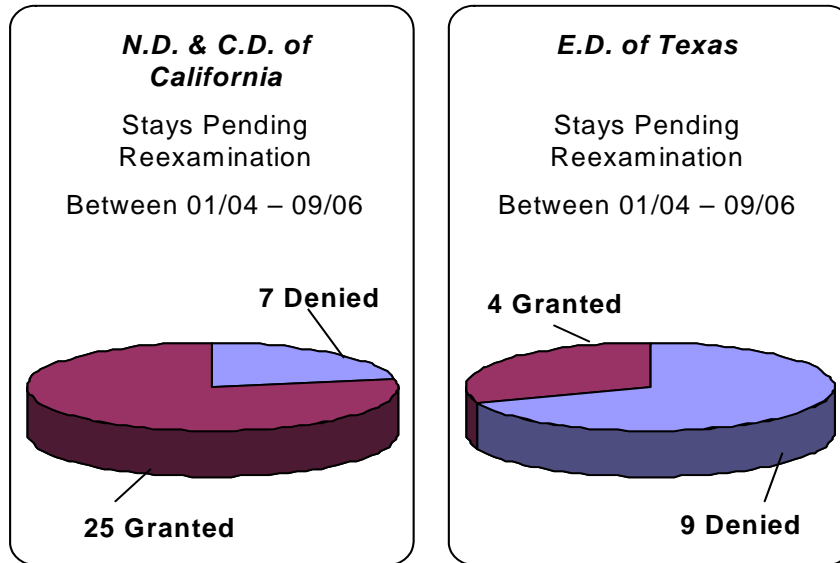 N.D. & C.D. of
California
Stays Pending
Reexamination
Between 01/04 – 09/06
7 Denied
25 Granted
E.D. of Texas
Stays Pending
Reexamination
Between 01/04 – 09/06
4 Granted
9 Denied